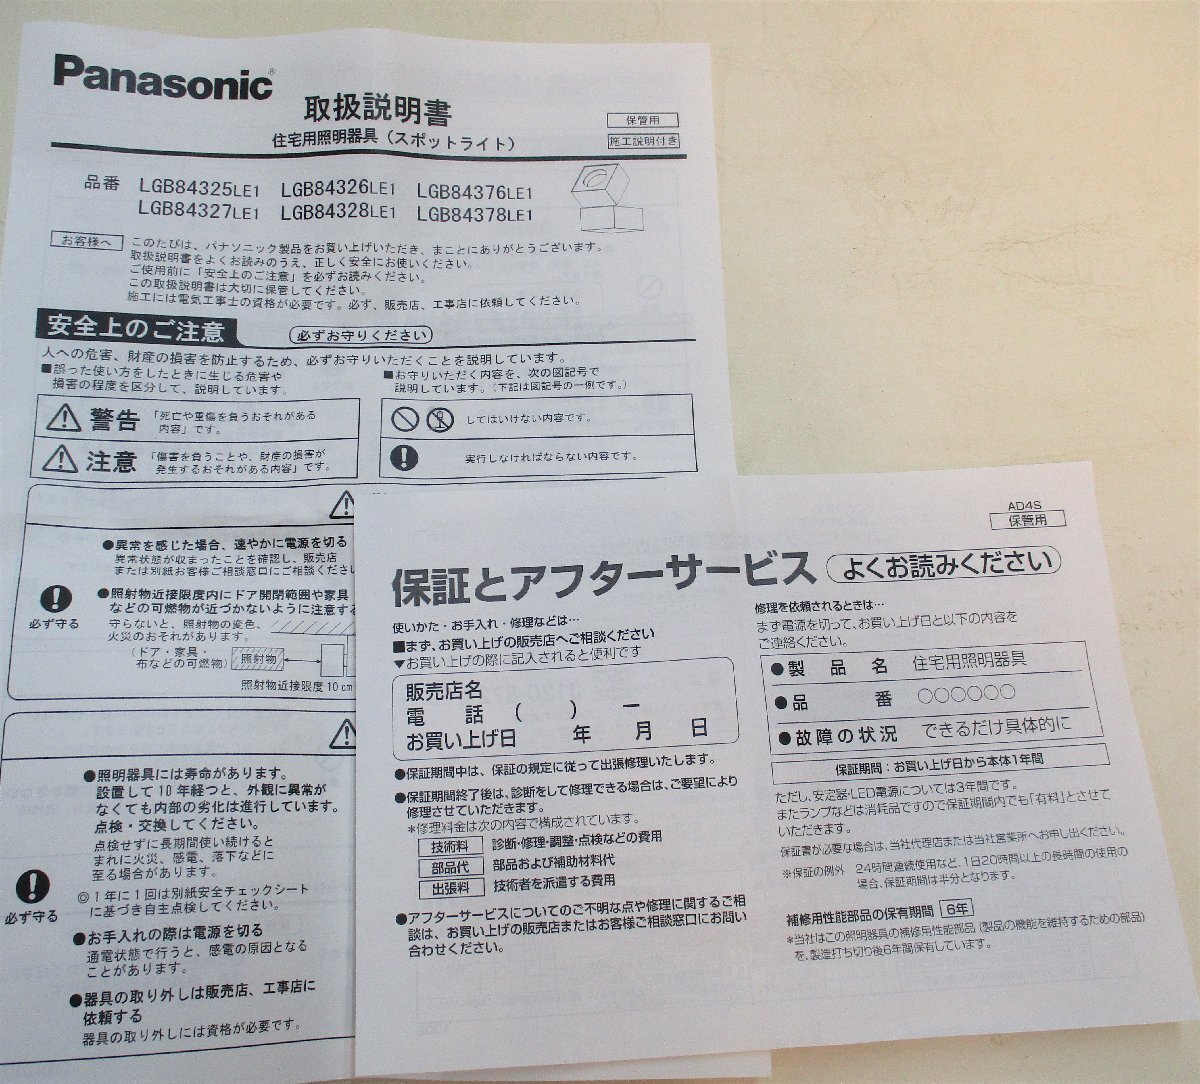 Panasonic®
取扱説明書
住宅用照明器具（スポットライト）
保管用
施工説明付き
品番 LGB84325LE1 LGB84326LE1 LGB84376LE1
LGB84327LE1 LGB84328LE1 LGB84378LE1
お客様へ
このたびは、パナソニック製品をお買い上げいただき、まことにありがとうございます。
取扱説明書をよくお読みのうえ、正しく安全にお使いください。
ご使用前に「安全上のご注意」を必ずお読みください。
この取扱説明書は大切に保管してください。
施工には電気工事士の資格が必要です。必ず、販売店、工事店に依頼してください。
安全上のご注意
必ずお守りください
人への危害、財産の損害を防止するため、必ずお守りいただくことを説明しています。
■誤った使い方をしたときに生じる危害や
損害の程度を区分して、説明しています。
■お守りいただく内容を、次の図記号で
説明しています。（下記は図記号の一例です。）
警告 「死亡や重傷を負うおそれがある
内容」です。
注意 「傷害を負うことや、財産の損害が
発生するおそれがある内容」です。
してはいけない内容です。
実行しなければならない内容です。
必ず守る
●異常を感じた場合、速やかに電源を切る
異常状態が収まったことを確認し、販売店
または別紙お客様ご相談窓口にご相談くださ
●照射物近接限度内にドア開閉範囲や家具
などの可燃物が近づかないように注意す
守らないと、照射物の変色、
火災のおそれがあります。
（ドア・家具・
布などの可燃物）
照射物
照射物近接限度10cm
●照明器具には寿命があります。
設置して10年経つと、外観に異常が
なくても内部の劣化は進行しています。
点検・交換してください。
点検せずに長期間使い続けると
まれに火災、感電、落下などに
至る場合があります。
◎1年に1回は別紙安全チェックシート
に基づき自主点検してください。
必ず守る
●お手入れの際は電源を切る
通電状態で行うと、感電の原因となる
ことがあります。
●器具の取り外しは販売店、工事店に
依頼する
器具の取り外しには資格が必要です。
AD4S
保管用
保証とアフターサービス
よくお読みください
使いかた・お手入れ・修理などは…
■まず、お買い上げの販売店へご相談ください
▼お買い上げの際に記入されると便利です
販売店名
電 話 （ ） ー
お買い上げ日 年 月 日
●保証期間中は、保証の規定に従って出張修理いたします。
●保証期間終了後は、診断をして修理できる場合は、ご要望により
修理させていただきます。
*修理料金は次の内容で構成されています。
技術料 診断・修理・調整・点検などの費用
部品代 部品および補助材料代
出張料 技術者を派遣する費用
●アフターサービスについてのご不明な点や修理に関するご相
談は、お買い上げの販売店またはお客様ご相談窓口にお問い
合わせください。
修理を依頼されるときは…
まず電源を切って、お買い上げ日と以下の内容を
ご連絡ください。
●製 品 名 住宅用照明器具
●品 番 ○○○○○○
●故障の状況 できるだけ具体的に
保証期間：お買い上げ日から本体1年間
ただし、安定器・LED電源については3年間です。
またランプなどは消耗品ですので保証期間内でも「有料」とさせて
いただきます。
保証書が必要な場合は、当社代理店または当社営業所へお申し出ください。
※保証の例外 24時間連続使用など、1日20時間以上の長時間の使用の
場合、保証期間は半分となります。
補修用性能部品の保有期間 6年
*当社はこの照明器具の補修用性能部品（製品の機能を維持するための部品）
を、製造打ち切り後6年間保有しています。